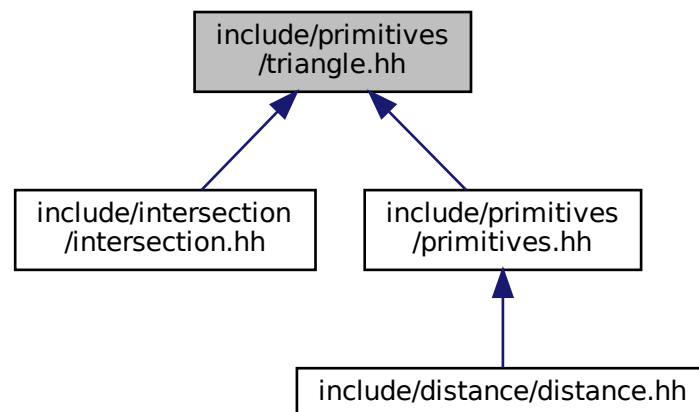 include/primitives
/triangle.hh
include/intersection
/intersection.hh
include/primitives
/primitives.hh
include/distance/distance.hh